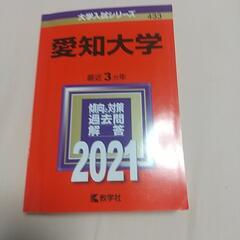 大学入試シリーズ
433
愛知大学
最近3カ年
傾向と対策
過去問
解答
2021
教学社